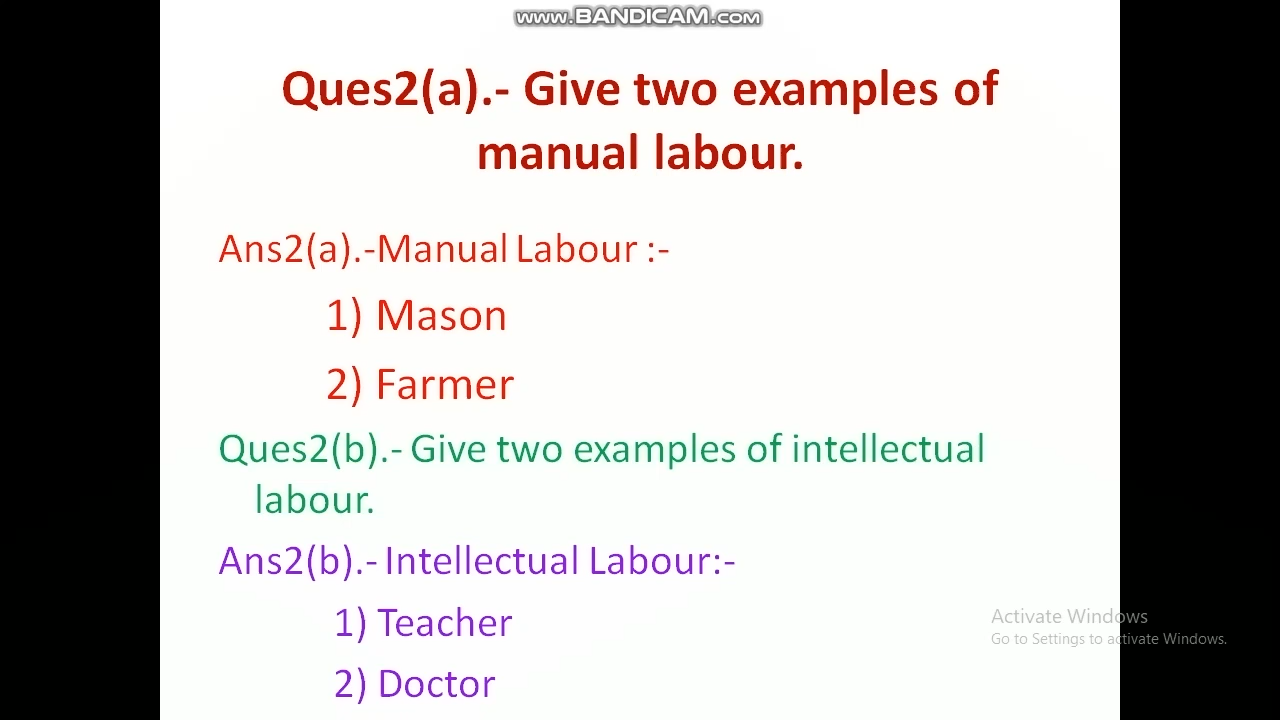 www.BANDICAM.com
Ques2(a).- Give two examples of
manual labour.
Ans2(a).-Manual Labour :-
1) Mason
2) Farmer
Ques2(b).- Give two examples of intellectual
labour.
Ans2(b).- Intellectual Labour:-
1) Teacher
2) Doctor
Activate Windows
Go to Settings to activate Windows.